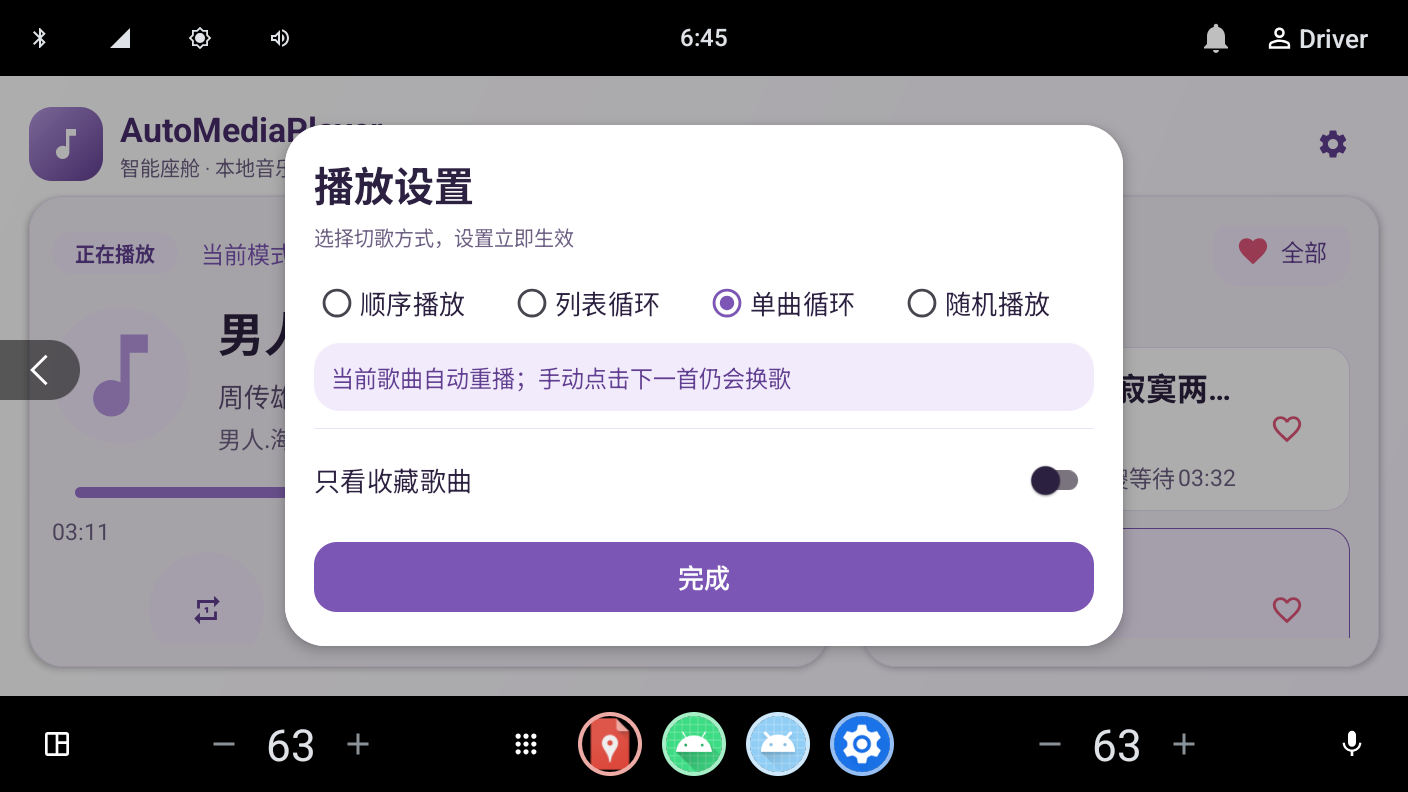 6:45
Driver
AutoMediaPlayer
智能座舱 · 本地音乐
正在播放
当前模式
全部
男人
周传雄
男人.海
03:11
播放设置
选择切歌方式，设置立即生效
顺序播放
列表循环
单曲循环
随机播放
当前歌曲自动重播；手动点击下一首仍会换歌
只看收藏歌曲
完成
寂寞两...
等待 03:32
63
63